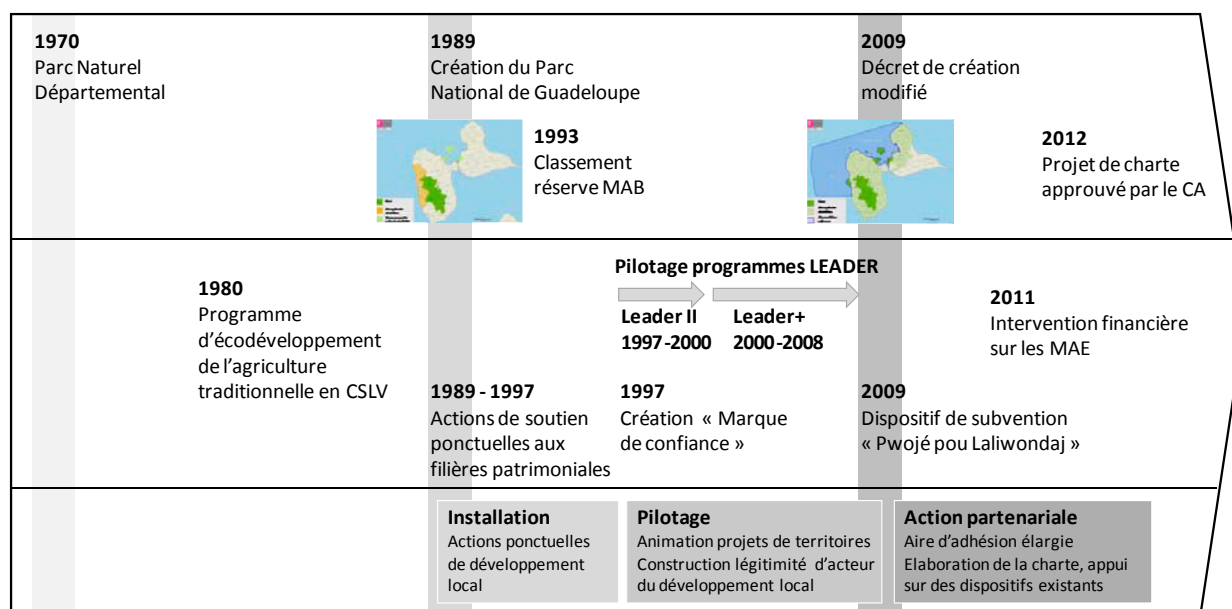 1970
Parc Naturel
Départemental
1989
Création du Parc
National de Guadeloupe
1993
Classement
réserve MAB
2009
Décret de création
modifié
2012
Projet de charte
approuvé par le CA
1980
Programme
d’écodéveloppement
de l’agriculture
traditionnelle en CSLV
Pilotage programmes LEADER
Leader II
1997-2000
Leader+
2000-2008
2011
Intervention financière
sur les MAE
1989 - 1997
Actions de soutien
ponctuelles aux
filières patrimoniales
1997
Création « Marque
de confiance »
2009
Dispositif de subvention
« Pwojé pou Laliwondaj »
Installation
Actions ponctuelles
de développement
local
Pilotage
Animation projets de territoires
Construction légitimité d’acteur
du développement local
Action partenariale
Aire d’adhésion élargie
Elaboration de la charte, appui
sur des dispositifs existants